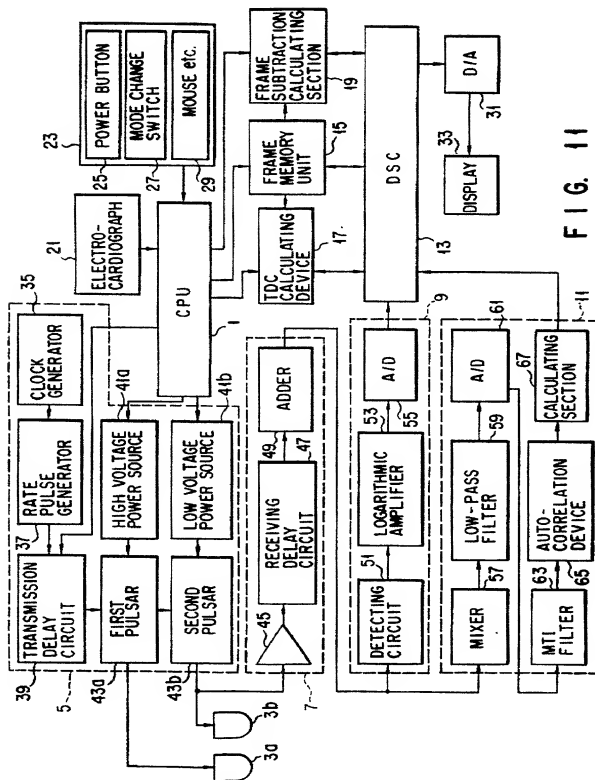 23
POWER BUTTON
25
MODE CHANGE
SWITCH
27
MOUSE etc.
29
21
ELECTRO-
CARDIOGRAPH
35
CLOCK
GENERATOR
RATE
PULSE
GENERATOR
37
TRANSMISSION
DELAY
CIRCUIT
39
5
CPU
1
41a
HIGH VOLTAGE
POWER SOURCE
41b
LOW VOLTAGE
POWER SOURCE
FIRST
PULSAR
43a
SECOND
PULSAR
43b
3a
3b
FRAME
SUBTRACTION
CALCULATING
SECTION
19
FRAME
MEMORY
UNIT
15
TDC
CALCULATING
DEVICE
17
45
RECEIVING
DELAY
CIRCUIT
47
ADDER
49
7
DSC
13
D/A
31
DISPLAY
33
DETECTING
CIRCUIT
51
LOGARITHMIC
AMPLIFIER
53
A/D
55
9
MIXER
57
LOW-PASS
FILTER
59
A/D
61
MTI
FILTER
63
AUTO-
CORRELATION
DEVICE
65
CALCULATING
SECTION
67
11
FIG. 11